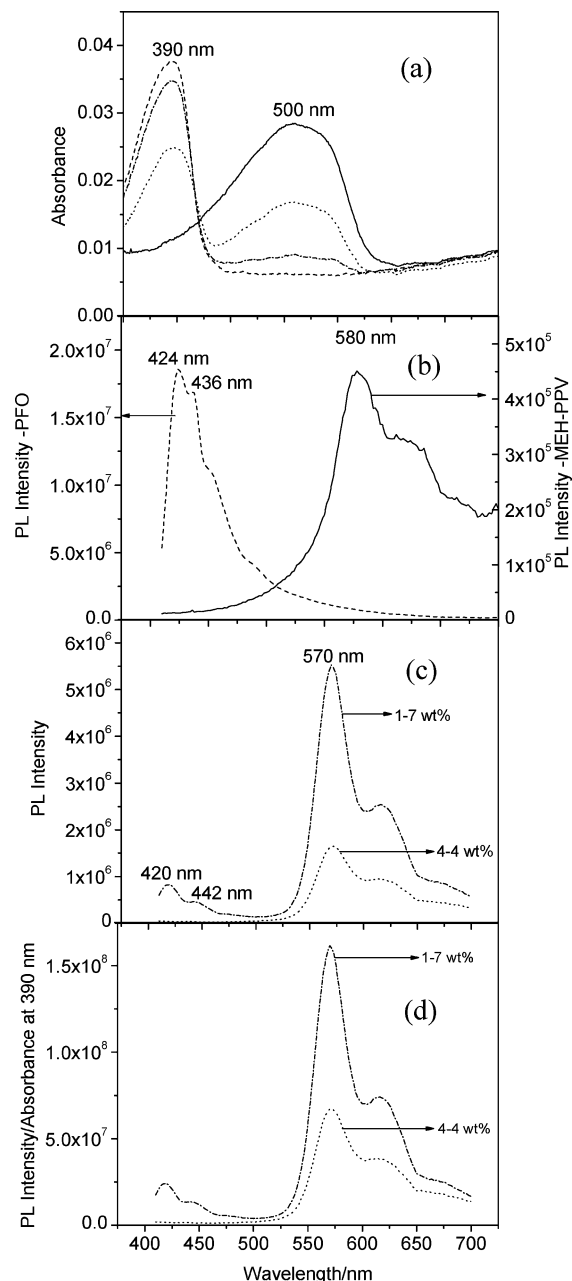 0.04
0.03
0.02
0.01
0.00
Absorbance
390 nm
500 nm
(a)
2.0x10⁷
1.5x10⁷
1.0x10⁷
5.0x10⁶
0.0
PL Intensity -PFO
424 nm
436 nm
580 nm
(b)
5x10⁵
4x10⁵
3x10⁵
2x10⁵
1x10⁵
0
PL Intensity -MEH-PPV
6x10⁶
5x10⁶
4x10⁶
3x10⁶
2x10⁶
1x10⁶
0
PL Intensity
570 nm
(c)
1-7 wt%
4-4 wt%
420 nm
442 nm
1.5x10⁸
1.0x10⁸
5.0x10⁷
0.0
PL Intensity/Absorbance at 390 nm
1-7 wt%
(d)
4-4 wt%
400 450 500 550 600 650 700
Wavelength/nm